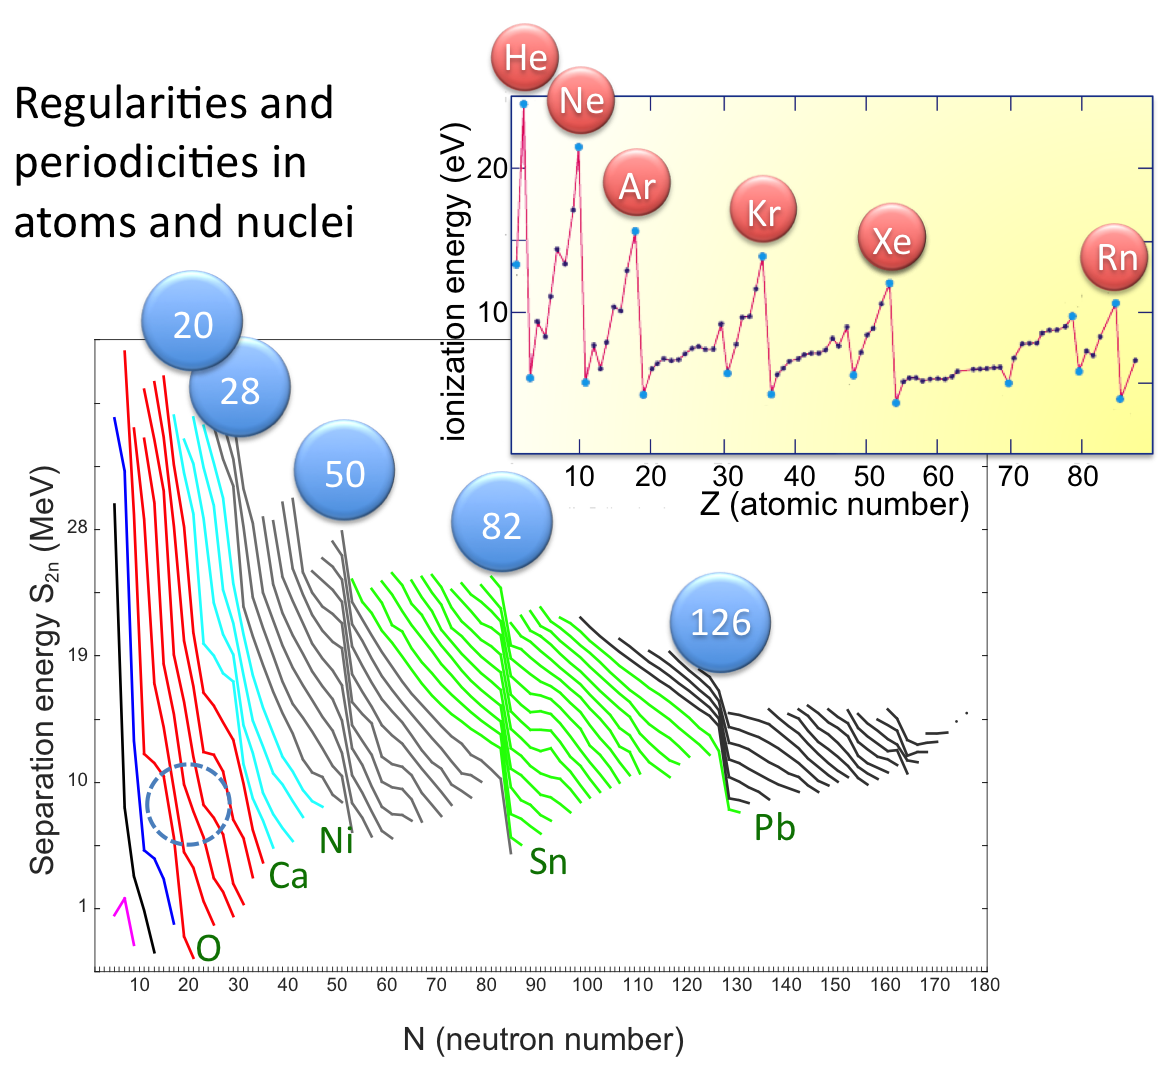 Regularities and
periodicities in
atoms and nuclei
He
Ne
Ar
Kr
Xe
Rn
ionization energy (eV)
20
10
10 20 30 40 50 60 70 80
Z (atomic number)
20
28
50
82
126
Separation energy S2n (MeV)
28
19
10
1
O
Ca
Ni
Sn
Pb
10 20 30 40 50 60 70 80 90 100 110 120 130 140 150 160 170 180
N (neutron number)